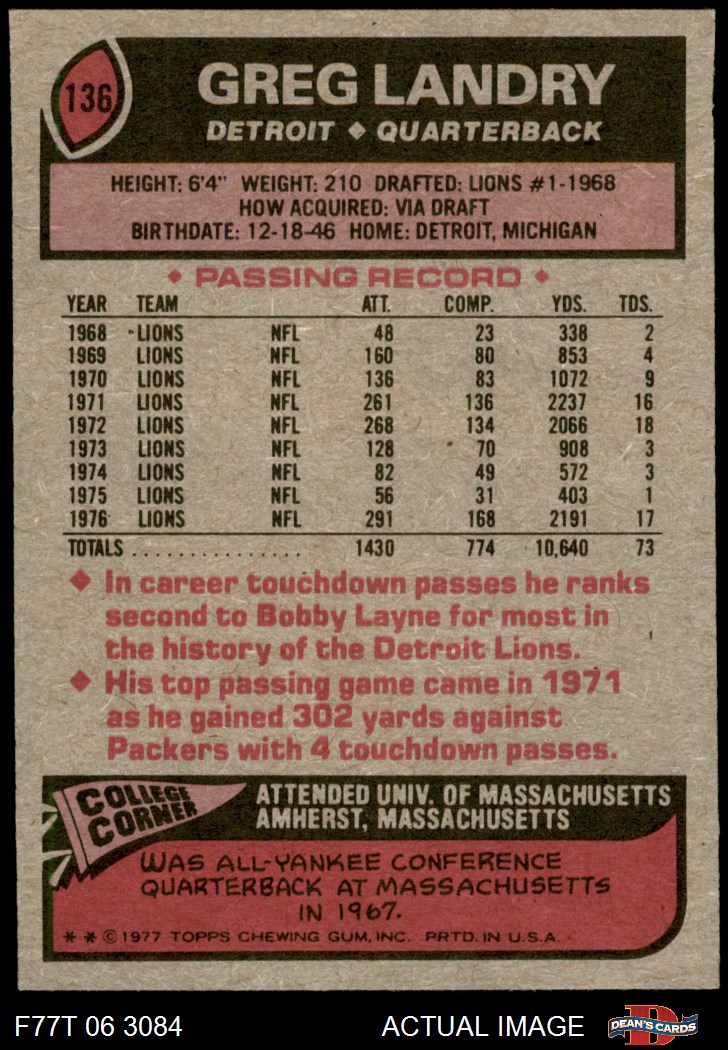 136
GREG LANDRY
DETROIT ◆ QUARTERBACK
HEIGHT: 6'4" WEIGHT: 210 DRAFTED: LIONS #1-1968
HOW ACQUIRED: VIA DRAFT
BIRTHDATE: 12-18-46 HOME: DETROIT, MICHIGAN
◆ PASSING RECORD ◆
YEAR TEAM ATT. COMP. YDS. TDS.
1968 LIONS NFL 48 23 338 2
1969 LIONS NFL 160 80 853 4
1970 LIONS NFL 136 83 1072 9
1971 LIONS NFL 261 136 2237 16
1972 LIONS NFL 268 134 2066 18
1973 LIONS NFL 128 70 908 3
1974 LIONS NFL 82 49 572 3
1975 LIONS NFL 56 31 403 1
1976 LIONS NFL 291 168 2191 17
TOTALS ................ 1430 774 10,640 73
◆ In career touchdown passes he ranks
second to Bobby Layne for most in
the history of the Detroit Lions.
◆ His top passing game came in 1971
as he gained 302 yards against
Packers with 4 touchdown passes.
COLLEGE
CORNER
ATTENDED UNIV. OF MASSACHUSETTS
AMHERST, MASSACHUSETTS
WAS ALL-YANKEE CONFERENCE
QUARTERBACK AT MASSACHUSETTS
IN 1967.
* * © 1977 TOPPS CHEWING GUM, INC. PRTD. IN U.S.A.
F77T 06 3084 ACTUAL IMAGE D DEAN'S CARDS